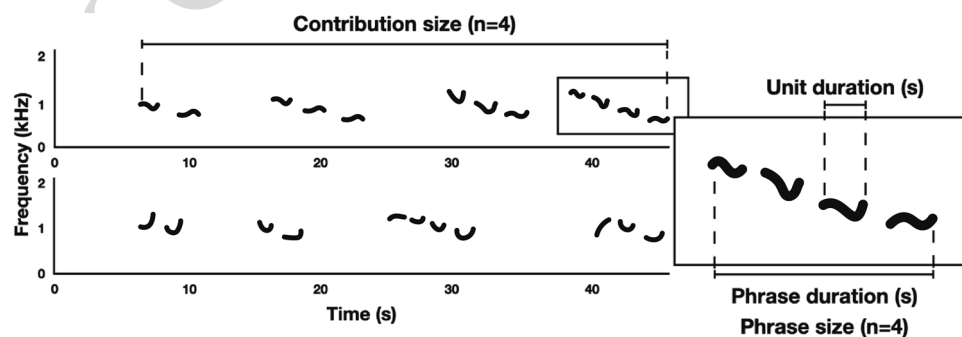 Contribution size (n=4)
Frequency (kHz)
2
1
0
0 10 20 30 40
2
1
0
0 10 20 30 40
Time (s)
Unit duration (s)
Phrase duration (s)
Phrase size (n=4)